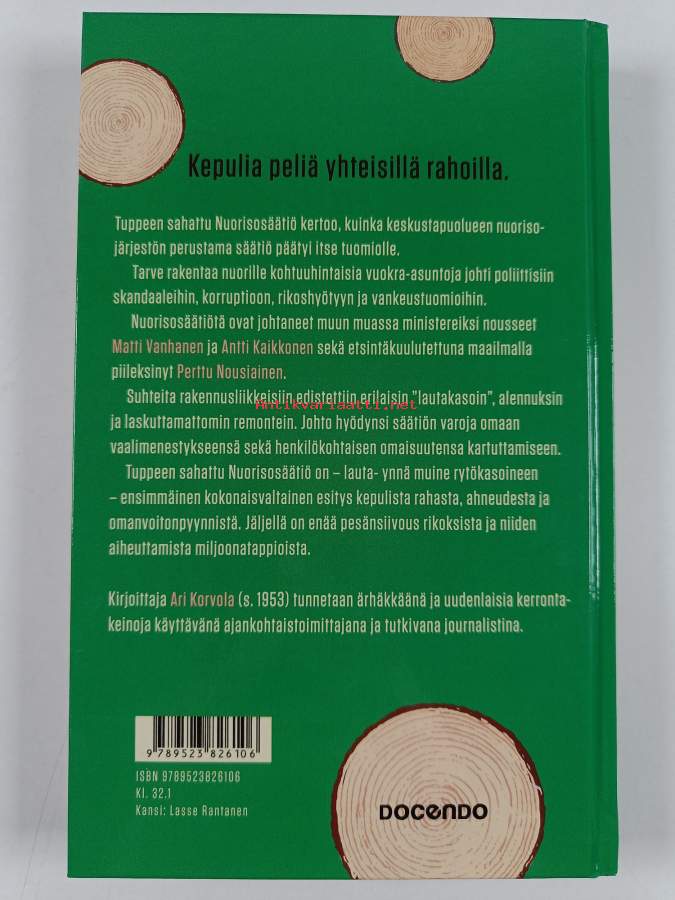 Kepulia peliä yhteisillä rahoilla.
Tuppeen sahattu Nuorisosäätiö kertoo, kuinka keskustapuolueen nuoriso-
järjestön perustama säätiö päätyi itse tuomiolle.
Tarve rakentaa nuorille kohtuuhintaisia vuokra-asuntoja johti poliittisiin
skandaaleihin, korruptioon, rikoshyötyyn ja vankeustuomioihin.
Nuorisosäätiötä ovat johtaneet muun muassa ministereiksi nousseet
Matti Vanhanen ja Antti Kaikkonen sekä etsintäkuulutettuna maailmalla
piileksinyt Perttu Nousiainen.
Suhteita rakennusliikkeisiin edistettiin erilaisin "lautakasoin", alennuksin
Antikvariaatti.net
ja laskuttamattomin remontein. Johto hyödynsi säätiön varoja omaan
vaalimenestykseensä sekä henkilökohtaisen omaisuutensa kartuttamiseen.
Tuppeen sahattu Nuorisosäätiö on – lauta- ynnä muine rytökasoineen
– ensimmäinen kokonaisvaltainen esitys kepulista rahasta, ahneudesta ja
omanvoitonpyynnistä. Jäljellä on enää pesänsiivous rikoksista ja niiden
aiheuttamista miljoonatappioista.
Kirjoittaja Ari Korvola (s. 1953) tunnetaan ärhäkkäänä ja uudenlaisia kerronta-
keinoja käyttävänä ajankohtaistoimittajana ja tutkivana journalistina.
9 789523 826106
ISBN 9789523826106
Kl. 32.1
Kansi: Lasse Rantanen
DOCENDO